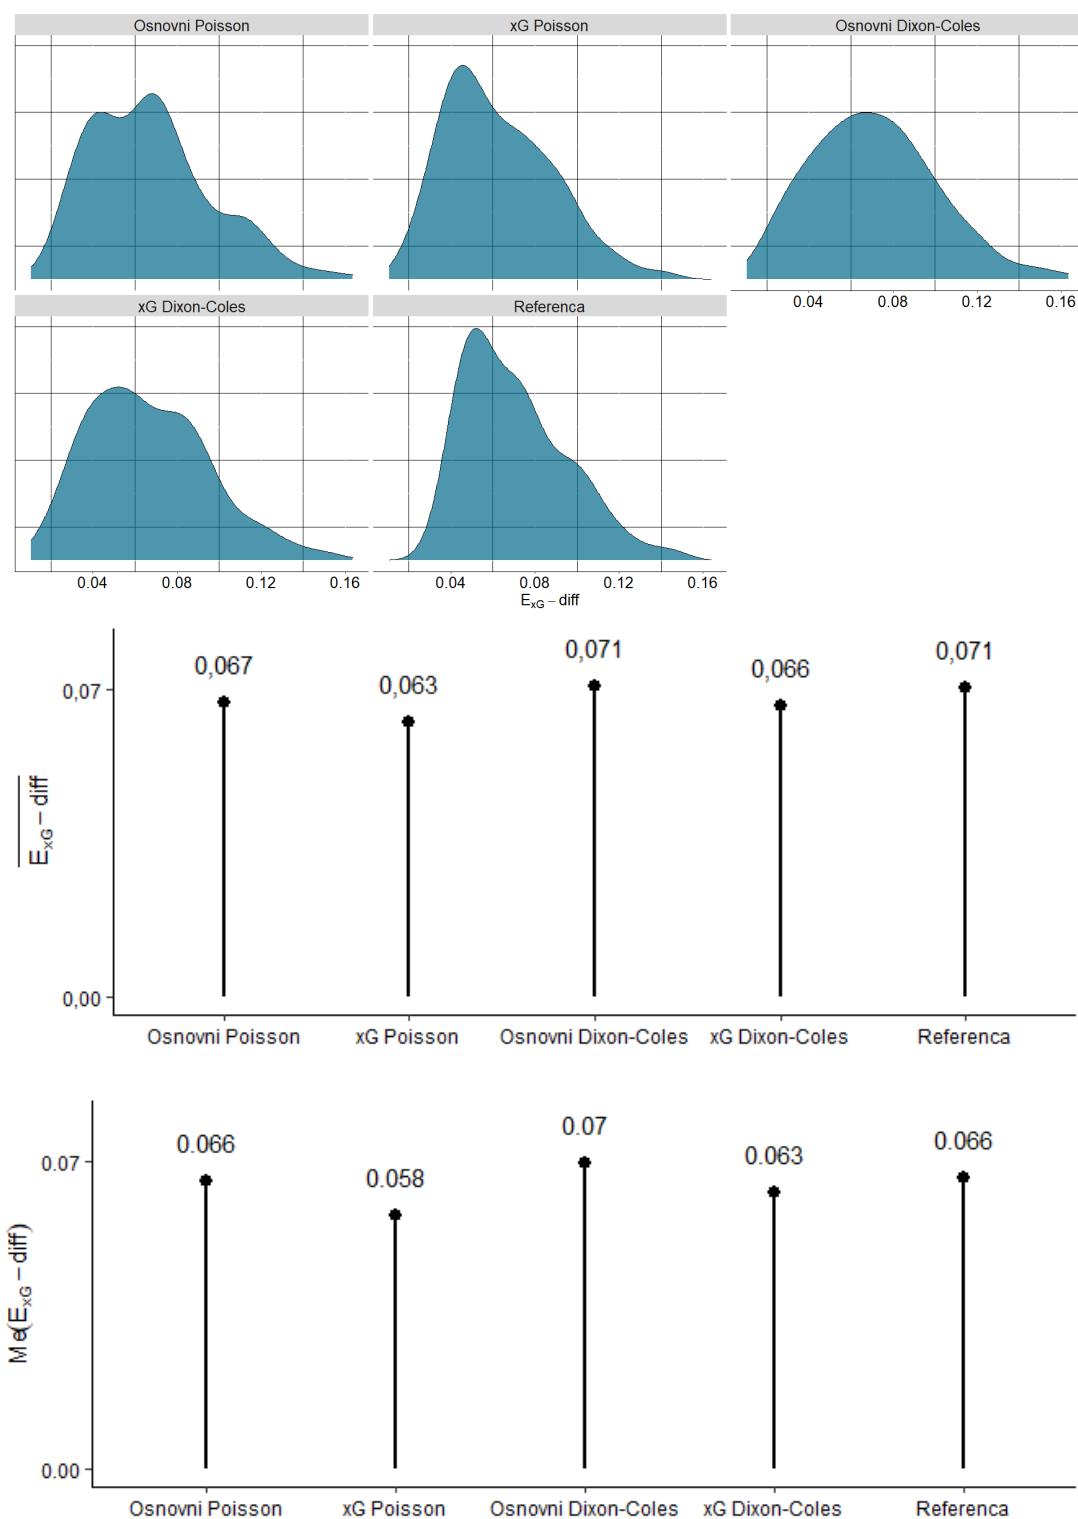 Osnovni Poisson
xG Poisson
Osnovni Dixon-Coles
0.04 0.08 0.12 0.16
xG Dixon-Coles
Referenca
0.04 0.08 0.12 0.16
0.04 0.08 0.12 0.16
ExG − diff
0,067
0,063
0,071
0,066
0,071
0,07
0,00
ExG − diff
Osnovni Poisson
xG Poisson
Osnovni Dixon-Coles
xG Dixon-Coles
Referenca
0.066
0.058
0.07
0.063
0.066
0.07
0.00
Me(ExG − diff)
Osnovni Poisson
xG Poisson
Osnovni Dixon-Coles
xG Dixon-Coles
Referenca